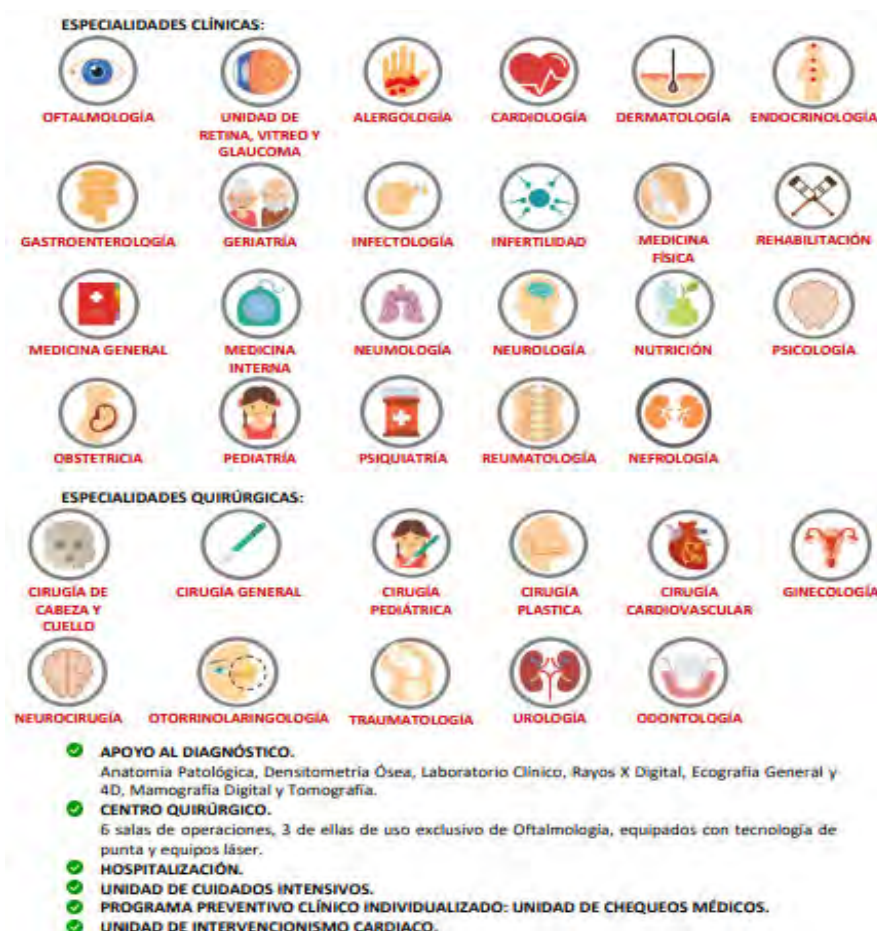 ESPECIALIDADES CLÍNICAS:
OFTALMOLOGÍA
UNIDAD DE
RETINA, VITREO Y
GLAUCOMA
ALERGOLOGÍA
CARDIOLOGÍA
DERMATOLOGÍA
ENDOCRINOLOGÍA
GASTROENTEROLOGÍA
GERIATRÍA
INFECTOLOGÍA
INFERTILIDAD
MEDICINA
FÍSICA
REHABILITACIÓN
MEDICINA GENERAL
MEDICINA
INTERNA
NEUMOLOGÍA
NEUROLOGÍA
NUTRICIÓN
PSICOLOGÍA
OBSTETRICIA
PEDIATRÍA
PSIQUIATRÍA
REUMATOLOGÍA
NEFROLOGÍA
ESPECIALIDADES QUIRÚRGICAS:
CIRUGÍA DE
CABEZA Y
CUELLO
CIRUGÍA GENERAL
CIRUGÍA
PEDIÁTRICA
CIRUGÍA
PLASTICA
CIRUGÍA
CARDIOVASCULAR
GINECOLOGÍA
NEUROCIRUGÍA
OTORRINOLARINGOLOGÍA
TRAUMATOLOGÍA
UROLOGÍA
ODONTOLOGÍA
APOYO AL DIAGNÓSTICO.
Anatomía Patológica, Densitometría Ósea, Laboratorio Clínico, Rayos X Digital, Ecografía General y
4D, Mamografía Digital y Tomografía.
CENTRO QUIRÚRGICO.
6 salas de operaciones, 3 de ellas de uso exclusivo de Oftalmología, equipados con tecnología de
punta y equipos láser.
HOSPITALIZACIÓN.
UNIDAD DE CUIDADOS INTENSIVOS.
PROGRAMA PREVENTIVO CLÍNICO INDIVIDUALIZADO: UNIDAD DE CHEQUEOS MÉDICOS.
UNIDAD DE INTERVENCIONISMO CARDIACO.